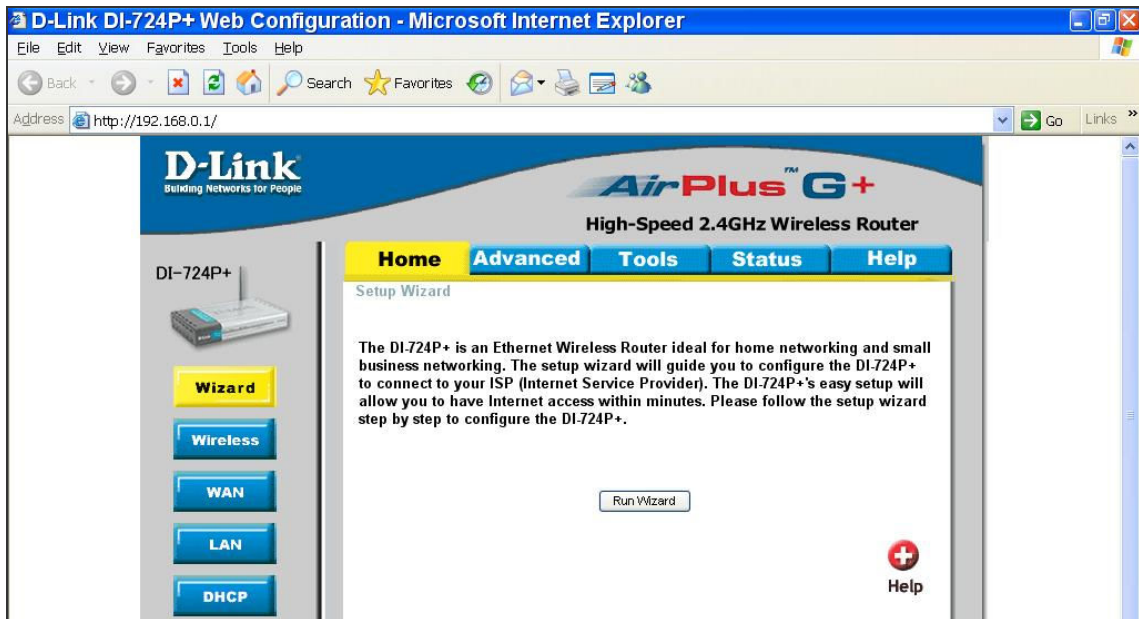 D-Link DI-724P+ Web Configuration - Microsoft Internet Explorer
File Edit View Favorites Tools Help
Back Search Favorites
Address http://192.168.0.1/ Go Links »
D-Link
Building Networks for People
AirPlus™ G+
High-Speed 2.4GHz Wireless Router
DI-724P+
Home Advanced Tools Status Help
Setup Wizard
The DI-724P+ is an Ethernet Wireless Router ideal for home networking and small
business networking. The setup wizard will guide you to configure the DI-724P+
to connect to your ISP (Internet Service Provider). The DI-724P+'s easy setup will
allow you to have Internet access within minutes. Please follow the setup wizard
step by step to configure the DI-724P+.
Wizard
Wireless
WAN
LAN
DHCP
Run Wizard
Help